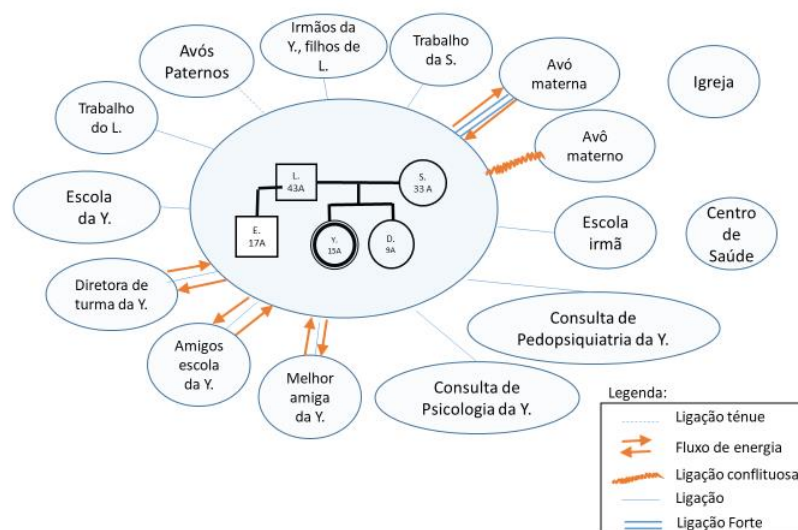 Irmãos da
Y., filhos de
L.
Trabalho
da S.
Avós
Paternos
Avó
materna
Igreja
Trabalho
do L.
Avô
materno
L.
43A
S.
33 A
Escola
da Y.
E.
17A
Y.
15A
D.
9A
Escola
irmã
Centro
de
Saúde
Diretora de
turma da Y.
Amigos
escola
da Y.
Melhor
amiga
da Y.
Consulta de
Pedopsiquiatria da Y.
Consulta de
Psicologia da Y.
Legenda:
Ligação ténue
Fluxo de energia
Ligação conflituosa
Ligação
Ligação Forte